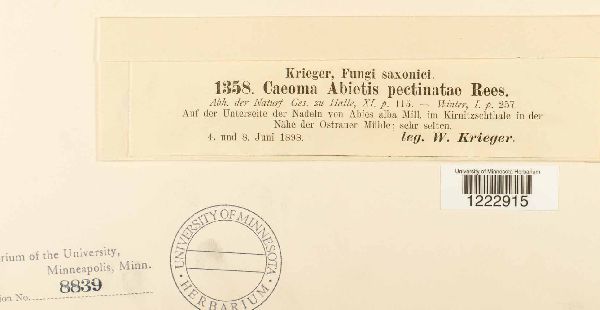 Krieger, Fungi saxonici.
1358. Caeoma Abietis pectinatae Rees.
Abh. der Naturf. Ges. zu Halle, XI. p. 115. — Winter, I. p. 257
Auf der Unterseite der Nadeln von Abies alba Mill. im Kirnitzschthale in der
Nähe der Ostrauer Mühle; sehr selten.
4. und 8. Juni 1898. leg. W. Krieger.
University of Minnesota Herbarium
1222915
UNIVERSITY OF MINNESOTA
HERBARIUM
rium of the University,
Minneapolis, Minn.
ion No. 8839